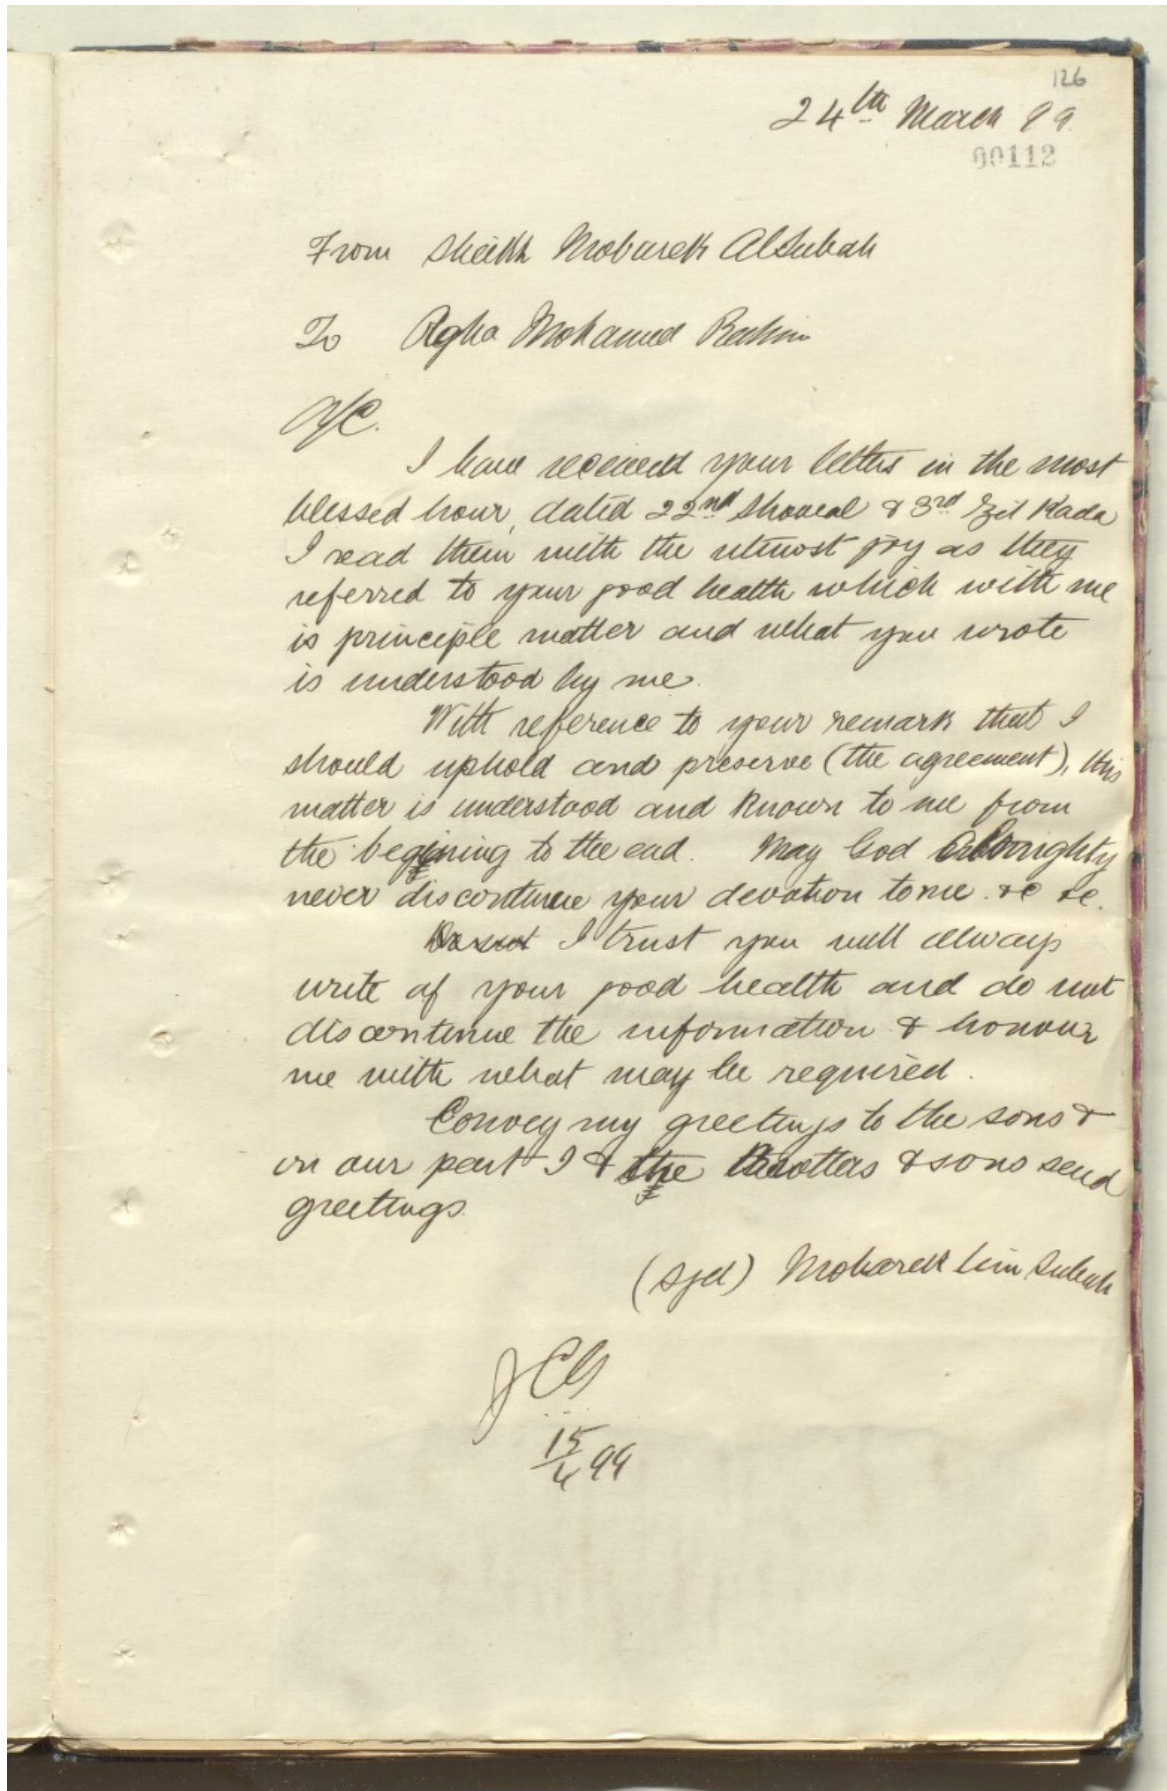 126
24th March 99.
00112
From Sheikh Mobarek AlSubah
To Agha Mohamed Rahim
A/C.
I have received your letters in the most
blessed hour, dated 22nd Showal & 3rd Zil Kada
I read them with the utmost joy as they
referred to your good health which with me
is principle matter and what you wrote
is understood by me.
With reference to your remark that I
should uphold and preserve (the agreement), this
matter is understood and known to me from
the begining to the end. May God Almighty
never discontinue your devotion to me. &c &c.
I trust you will always
write of your good health and do not
discontinue the information & honour
me with what may be required.
Convey my greetings to the sons &
on our part I & the Brothers & sons send
greetings.
(Sgd) Mobarek bin Subah
JCG
15/4 99